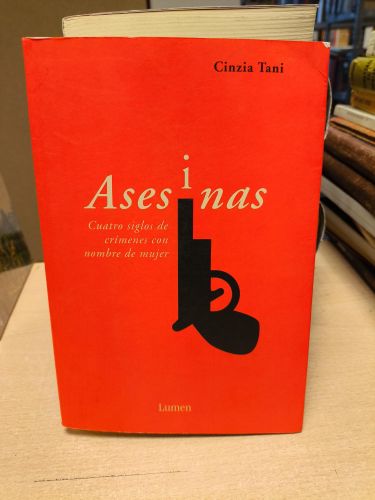 Cinzia Tani
Asesinas
Cuatro siglos de
crímenes con
nombre de mujer
Lumen